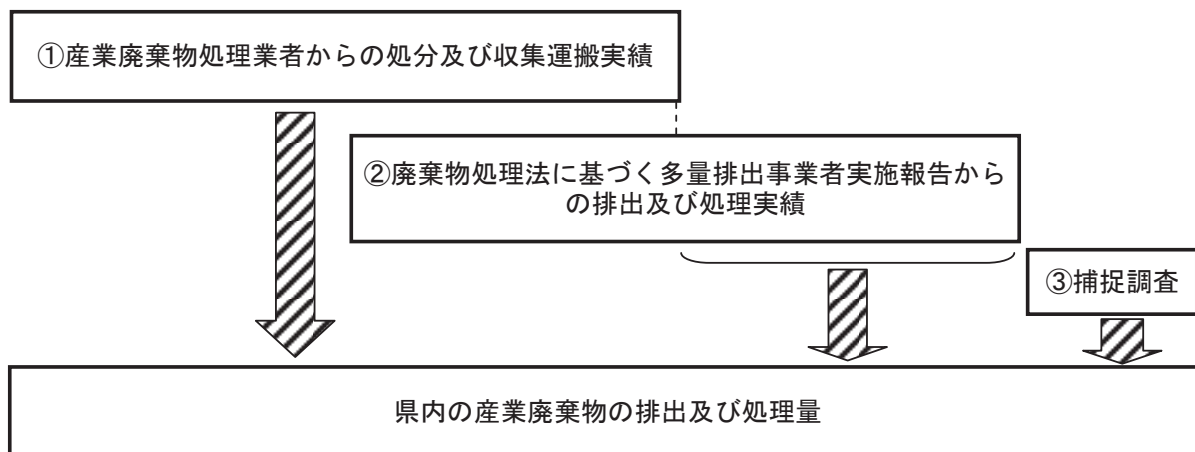 ①産業廃棄物処理業者からの処分及び収集運搬実績
②廃棄物処理法に基づく多量排出事業者実施報告から
の排出及び処理実績
③捕捉調査
県内の産業廃棄物の排出及び処理量